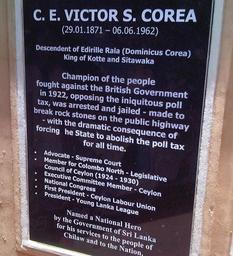 C. E. VICTOR S. COREA
(29.01.1871 – 06.06.1962)
Descendent of Edirille Rala (Dominicus Corea)
King of Kotte and Sitawaka
Champion of the people
fought against the British Government
in 1922, opposing the iniquitous poll
tax, was arrested and jailed - made to
break rock stones on the public highway
- with the dramatic consequence of
forcing he State to abolish the poll tax
for all time.
• Advocate - Supreme Court
• Member for Colombo North - Legislative
Council of Ceylon (1924 - 1930)
• Executive Committee Member - Ceylon
National Congress
• First President - Ceylon Labour Union
• President - Young Lanka League
Named a National Hero
by the Government of Sri Lanka
for his services to the people of
Chilaw and to the Nation.